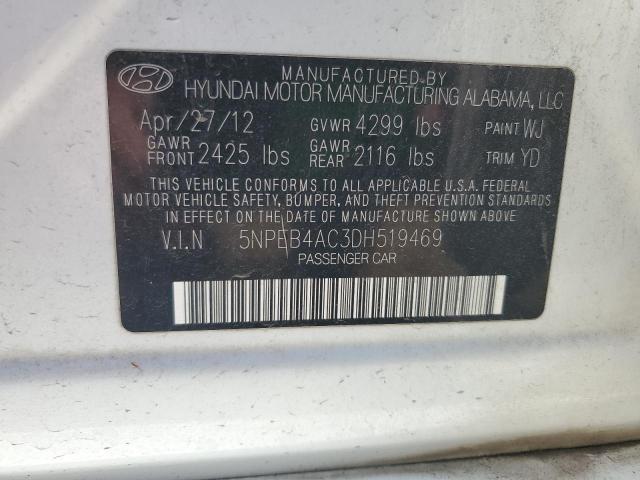 MANUFACTURED BY
HYUNDAI MOTOR MANUFACTURING ALABAMA, LLC
Apr/27/12 GVWR 4299 lbs PAINT WJ
GAWR FRONT 2425 lbs GAWR REAR 2116 lbs TRIM YD
THIS VEHICLE CONFORMS TO ALL APPLICABLE U.S.A. FEDERAL
MOTOR VEHICLE SAFETY, BUMPER, AND THEFT PREVENTION STANDARDS
IN EFFECT ON THE DATE OF MANUFACTURE SHOWN ABOVE
V.I.N 5NPEB4AC3DH519469
PASSENGER CAR